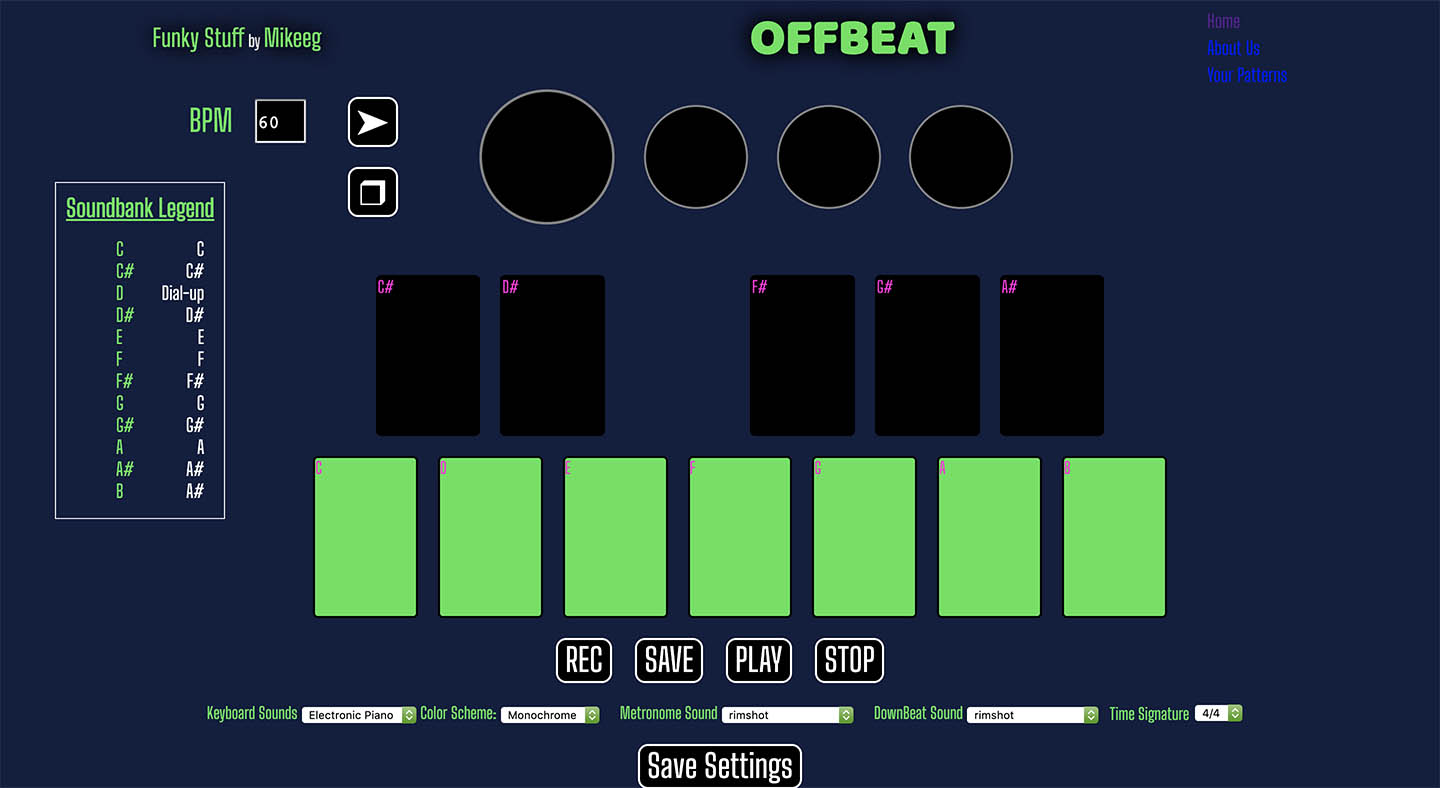 Funky Stuff by Mikeeg
OFFBEAT
Home
About Us
Your Patterns
BPM 60
Soundbank Legend
C C
C# C#
D Dial-up
D# D#
E E
F F
F# F#
G G
G# G#
A A
A# A#
B A#
C# D# F# G# A#
C D E F G A B
REC SAVE PLAY STOP
Keyboard Sounds Electronic Piano Color Scheme: Monochrome Metronome Sound rimshot DownBeat Sound rimshot Time Signature 4/4
Save Settings